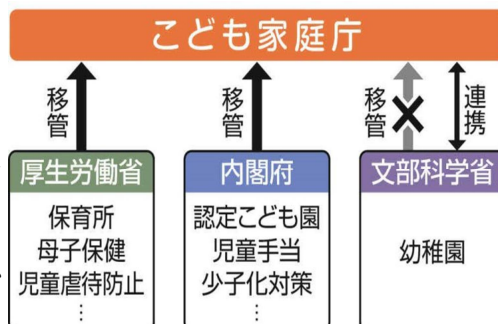 こども家庭庁
移管
移管
移管
連携
厚生労働省
保育所
母子保健
児童虐待防止
⋮
内閣府
認定こども園
児童手当
少子化対策
⋮
文部科学省
幼稚園